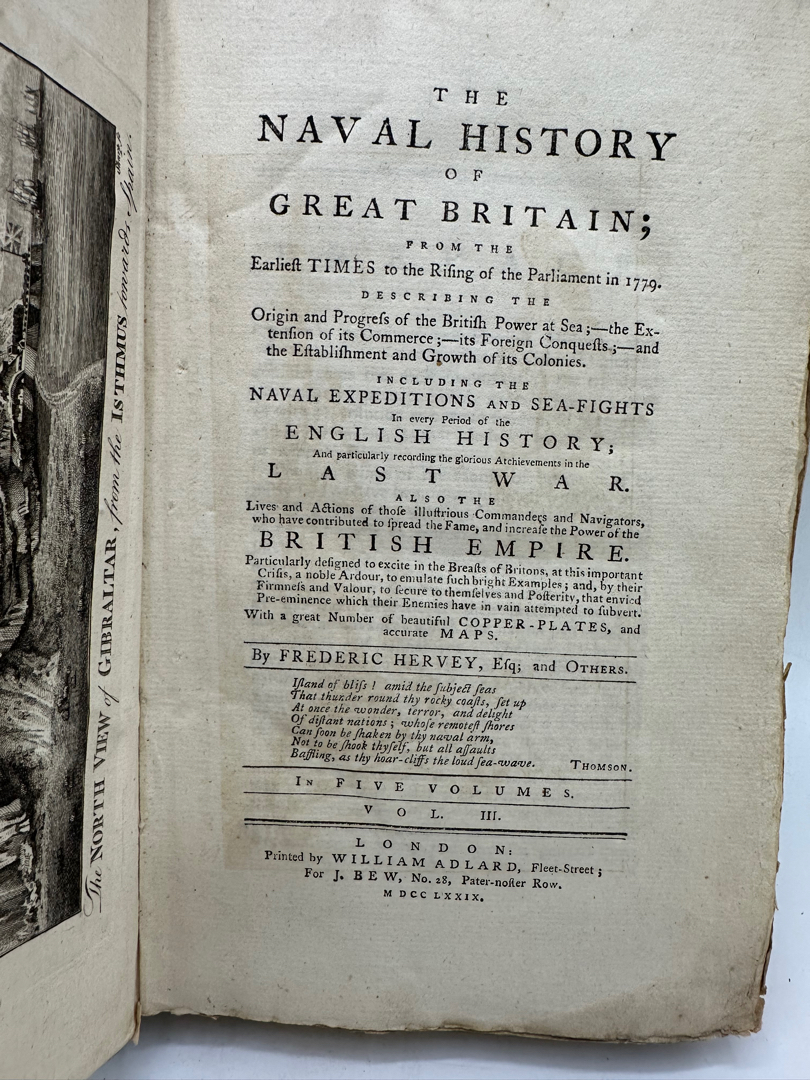 The NORTH VIEW of GIBRALTAR, from the ISTHMUS towards Spain.
THE
NAVAL HISTORY
OF
GREAT BRITAIN;
FROM THE
Earlieſt TIMES to the Riſing of the Parliament in 1779.
DESCRIBING THE
Origin and Progreſs of the Britiſh Power at Sea;—the Ex-
tenſion of its Commerce;—its Foreign Conqueſts;—and
the Eſtabliſhment and Growth of its Colonies.
INCLUDING THE
NAVAL EXPEDITIONS AND SEA-FIGHTS
In every Period of the
ENGLISH HISTORY;
And particularly recording the glorious Atchievements in the
LAST WAR.
ALSO THE
Lives and Actions of thoſe illuſtrious Commanders and Navigators,
who have contributed to ſpread the Fame, and increaſe the Power of the
BRITISH EMPIRE.
Particularly deſigned to excite in the Breaſts of Britons, at this important
Criſis, a noble Ardour, to emulate ſuch bright Examples; and, by their
Firmneſs and Valour, to ſecure to themſelves and Poſterity, that envied
Pre-eminence which their Enemies have in vain attempted to ſubvert.
With a great Number of beautiful COPPER-PLATES, and
accurate MAPS.
By FREDERIC HERVEY, Eſq; and OTHERS.
Iſland of bliſs! amid the ſubject ſeas
That thunder round thy rocky coaſts, ſet up
At once the wonder, terror, and delight
Of diſtant nations; whoſe remoteſt ſhores
Can ſoon be ſhaken by thy naval arm,
Not to be ſhook thyſelf, but all aſſaults
Baffling, as thy hoar-cliffs the loud ſea-wave. THOMSON.
IN FIVE VOLUMES.
VOL. III.
LONDON:
Printed by WILLIAM ADLARD, Fleet-Street;
For J. BEW, No. 28, Pater-noſter Row.
MDCCLXXIX.